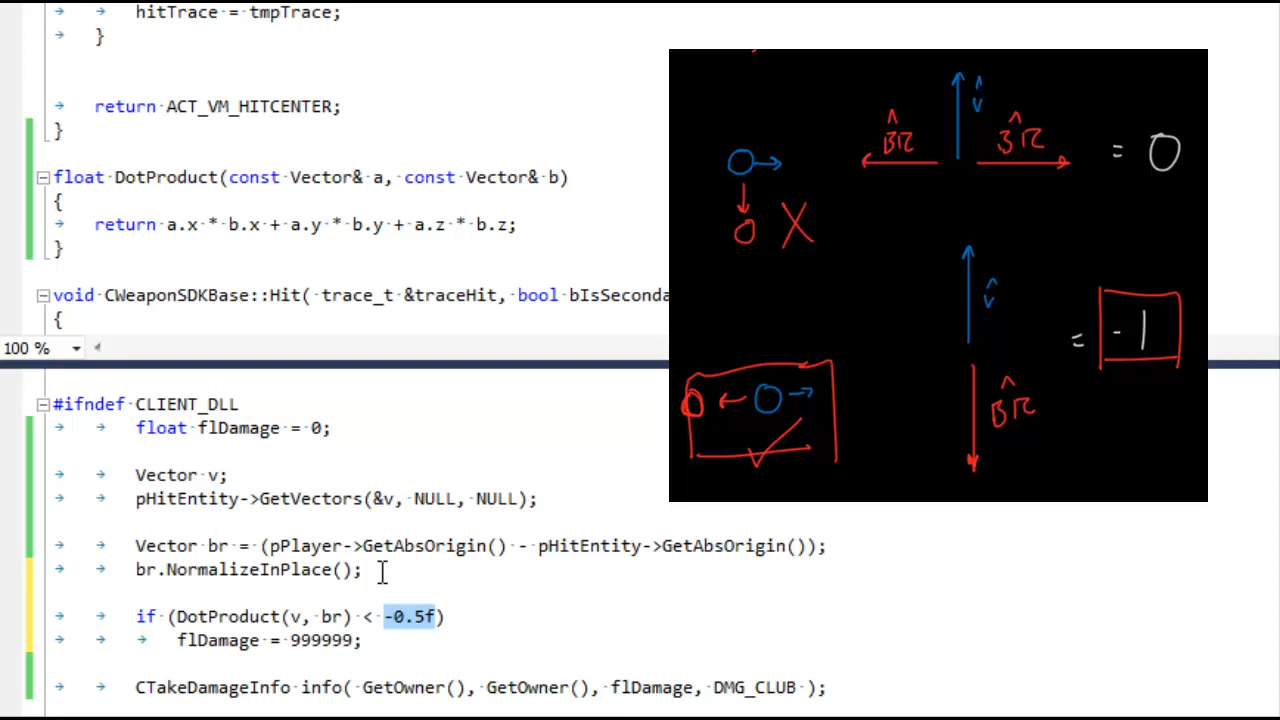 hitTrace = tmpTrace;
}
return ACT_VM_HITCENTER;
}
float DotProduct(const Vector& a, const Vector& b)
{
return a.x * b.x + a.y * b.y + a.z * b.z;
}
void CWeaponSDKBase::Hit( trace_t &traceHit, bool bIsSeconda
{
100 %
#ifndef CLIENT_DLL
float flDamage = 0;
Vector v;
pHitEntity->GetVectors(&v, NULL, NULL);
Vector br = (pPlayer->GetAbsOrigin() - pHitEntity->GetAbsOrigin());
br.NormalizeInPlace();
if (DotProduct(v, br) < -0.5f)
flDamage = 999999;
CTakeDamageInfo info( GetOwner(), GetOwner(), flDamage, DMG_CLUB );
v̂
B̂R B̂R = 0
X
v̂
= -1
B̂R